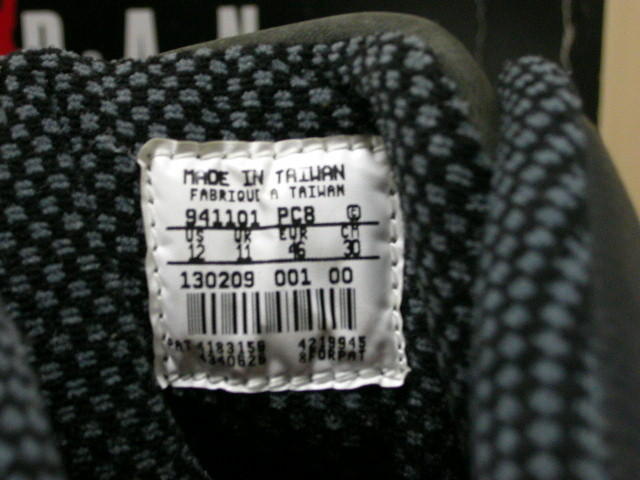 MADE IN TAIWAN
FABRIQUE A TAIWAN
941101 PC8
US UK EUR CM
12 11 46 30
130209 001 00
PAT 4183156 4219945
4340626 & FORPAT